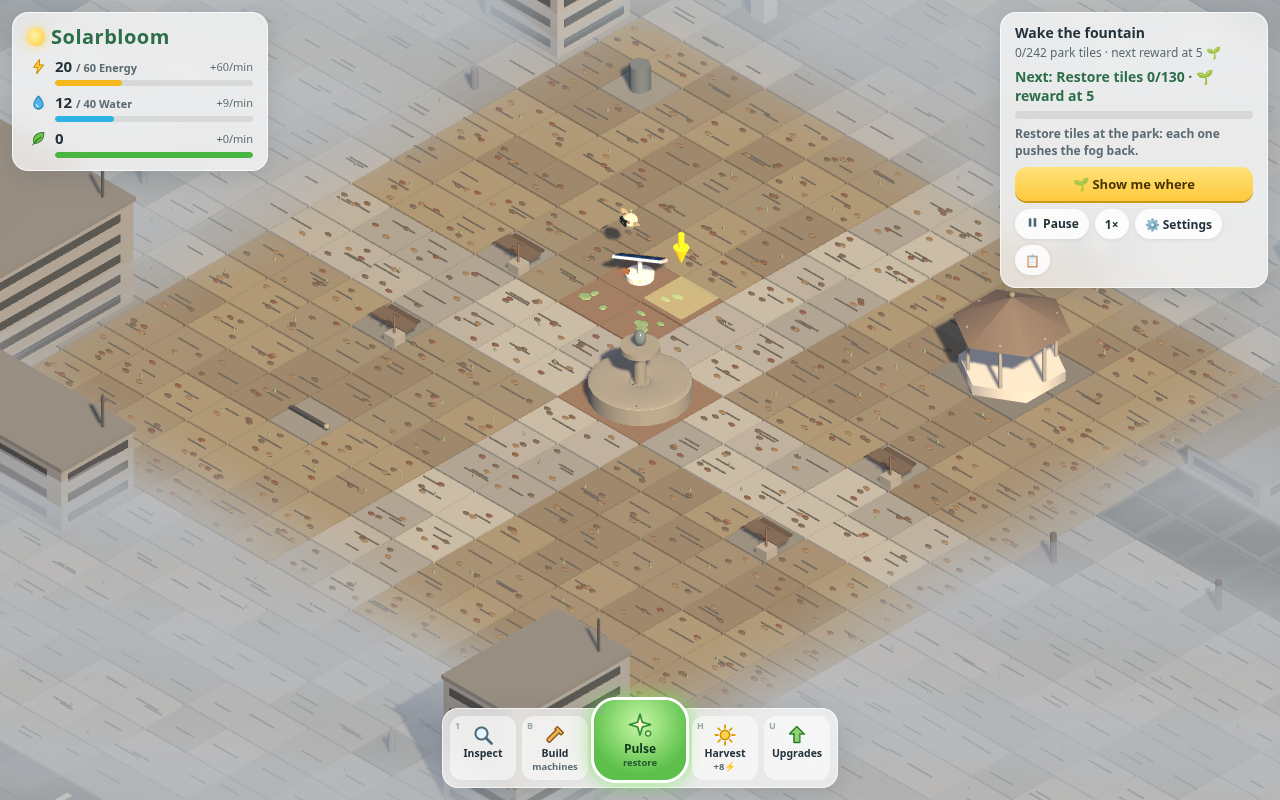 Solarbloom
20 / 60 Energy +60/min
12 / 40 Water +9/min
0 +0/min
Wake the fountain
0/242 park tiles · next reward at 5 🌱
Next: Restore tiles 0/130 · 🌱
reward at 5
Restore tiles at the park: each one
pushes the fog back.
🌱 Show me where
Pause 1× ⚙️ Settings
📋
1 Inspect
B Build
machines
Pulse
restore
H Harvest
+8⚡
U Upgrades